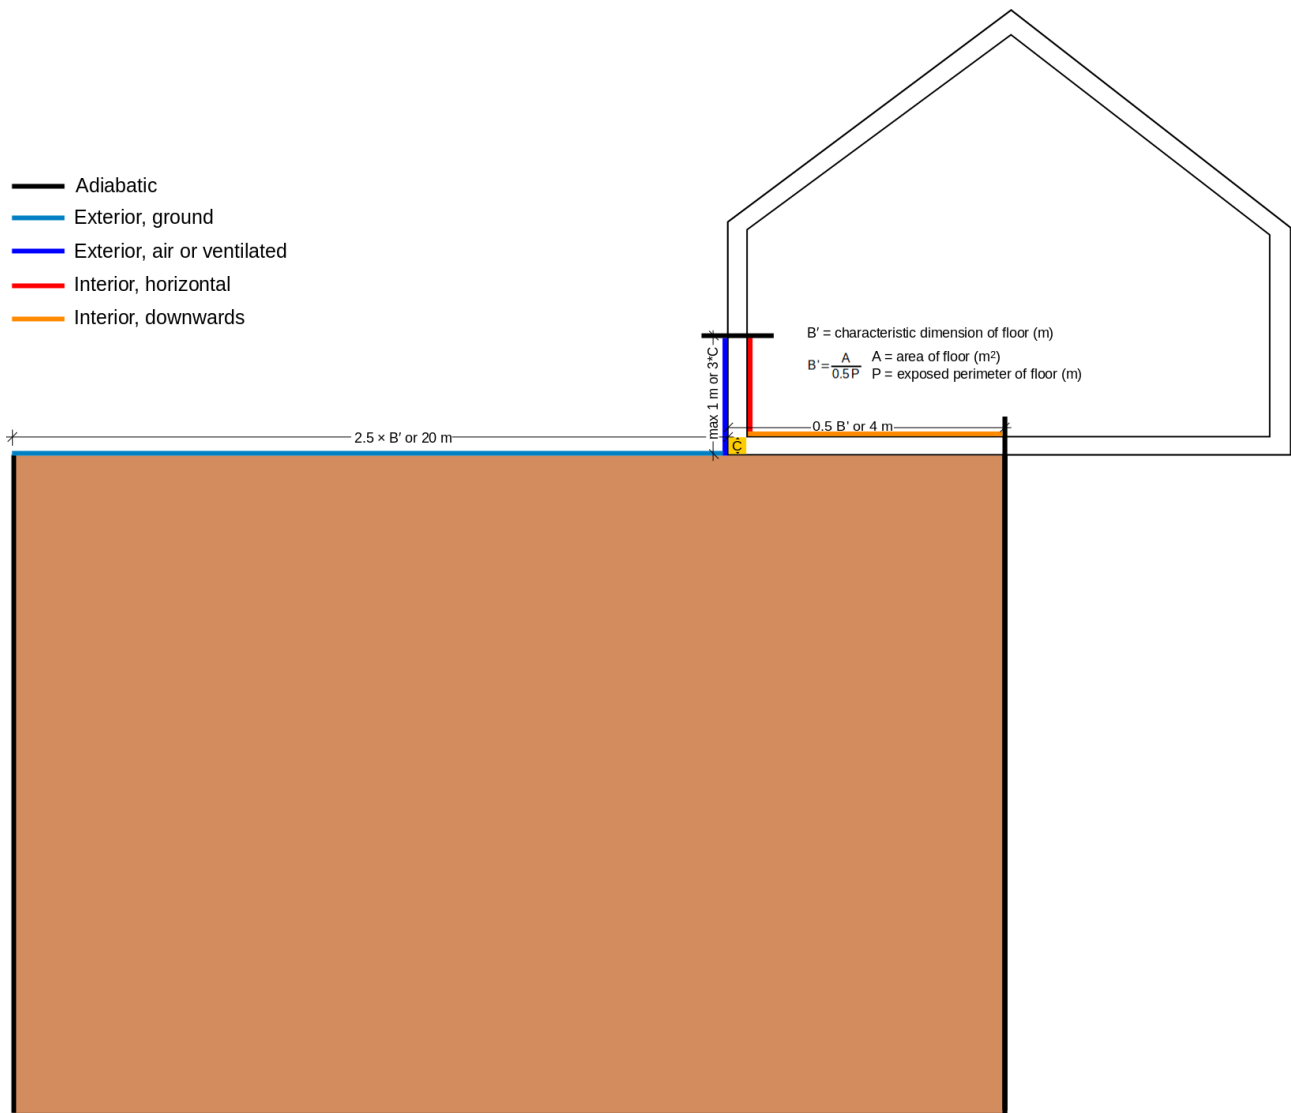 Adiabatic
Exterior, ground
Exterior, air or ventilated
Interior, horizontal
Interior, downwards
B′ = characteristic dimension of floor (m)
B'= A / 0.5 P
A = area of floor (m²)
P = exposed perimeter of floor (m)
max 1 m or 3*C
0.5 B' or 4 m
2.5 × B′ or 20 m
C